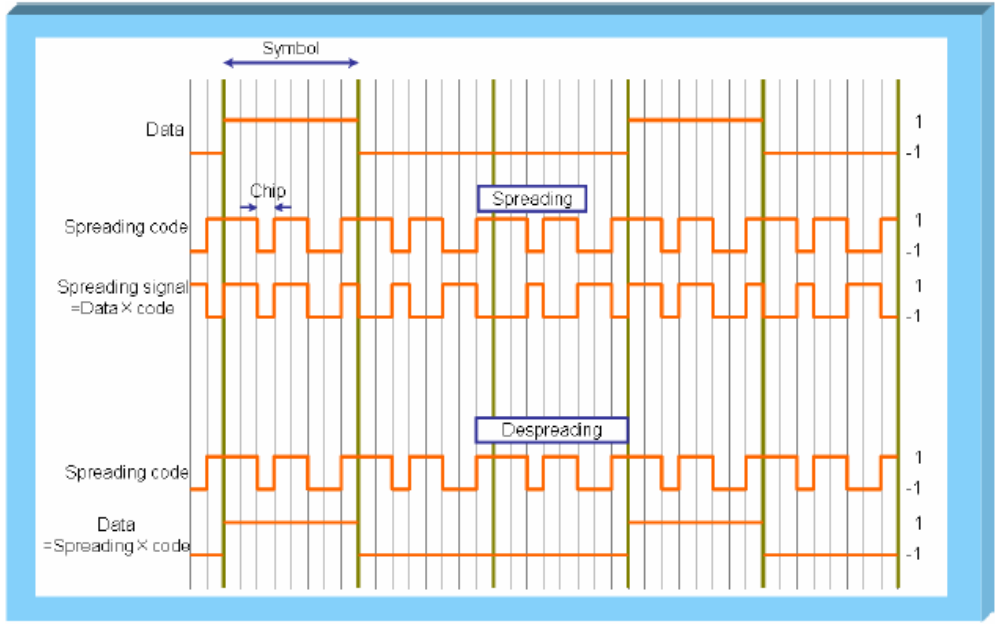 Symbol
Data
1
-1
Chip
Spreading
Spreading code
1
-1
Spreading signal
=Data×code
1
-1
Despreading
Spreading code
1
-1
Data
=Spreading×code
1
-1